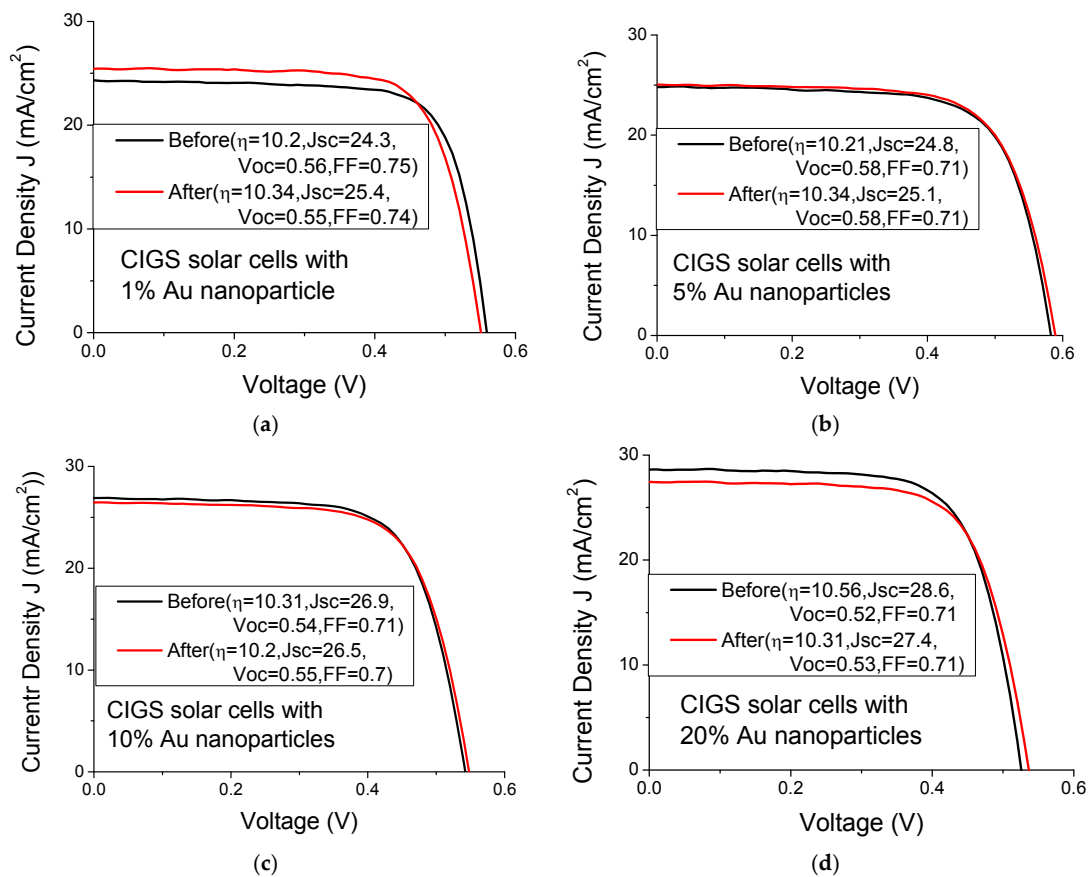 30
20
10
0
0.0 0.2 0.4 0.6
Current Density J (mA/cm²)
Voltage (V)
Before(η=10.2,Jsc=24.3,
Voc=0.56,FF=0.75)
After(η=10.34,Jsc=25.4,
Voc=0.55,FF=0.74)
CIGS solar cells with
1% Au nanoparticle
(a)
30
20
10
0
0.0 0.2 0.4 0.6
Current Density J (mA/cm²)
Voltage (V)
Before(η=10.21,Jsc=24.8,
Voc=0.58,FF=0.71)
After(η=10.34,Jsc=25.1,
Voc=0.58,FF=0.71)
CIGS solar cells with
5% Au nanoparticles
(b)
30
20
10
0
0.0 0.2 0.4 0.6
Currentr Density J (mA/cm²))
Voltage (V)
Before(η=10.31,Jsc=26.9,
Voc=0.54,FF=0.71)
After(η=10.2,Jsc=26.5,
Voc=0.55,FF=0.7)
CIGS solar cells with
10% Au nanoparticles
(c)
30
20
10
0
0.0 0.2 0.4 0.6
Current Density J (mA/cm²)
Voltage (V)
Before(η=10.56,Jsc=28.6,
Voc=0.52,FF=0.71
After(η=10.31,Jsc=27.4,
Voc=0.53,FF=0.71)
CIGS solar cells with
20% Au nanoparticles
(d)